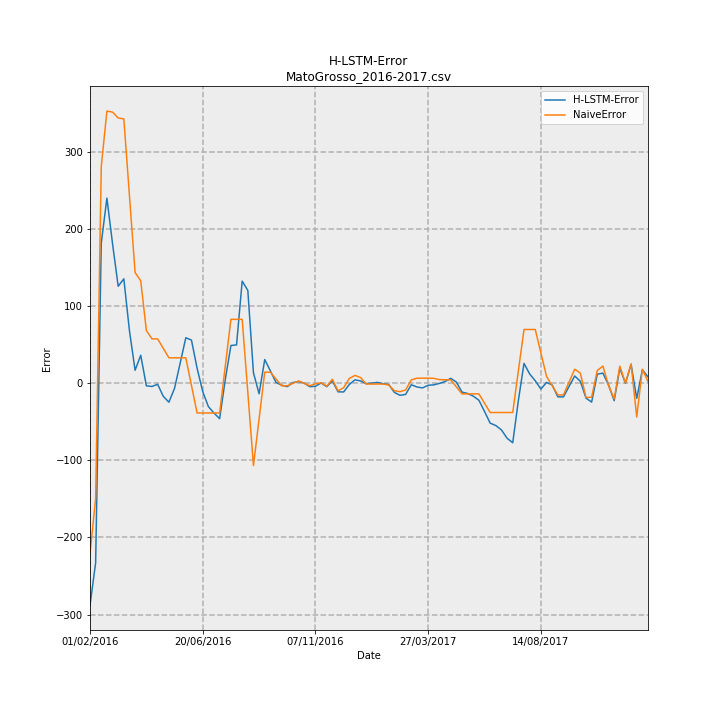 H-LSTM-Error
MatoGrosso_2016-2017.csv
H-LSTM-Error
NaiveError
Error
300
200
100
0
−100
−200
−300
01/02/2016 20/06/2016 07/11/2016 27/03/2017 14/08/2017
Date